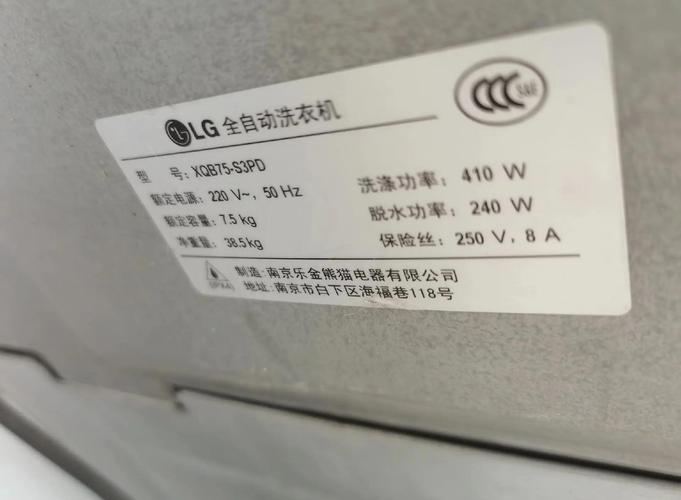 LG 全自动洗衣机
CCC S&E
型 号: XQB75-S3PD
额定电源: 220 V~, 50 Hz
额定容量: 7.5 kg
净重量: 38.5kg
洗涤功率: 410 W
脱水功率: 240 W
保险丝: 250 V, 8 A
IPX4
制造: 南京乐金熊猫电器有限公司
地址: 南京市白下区海福巷118号